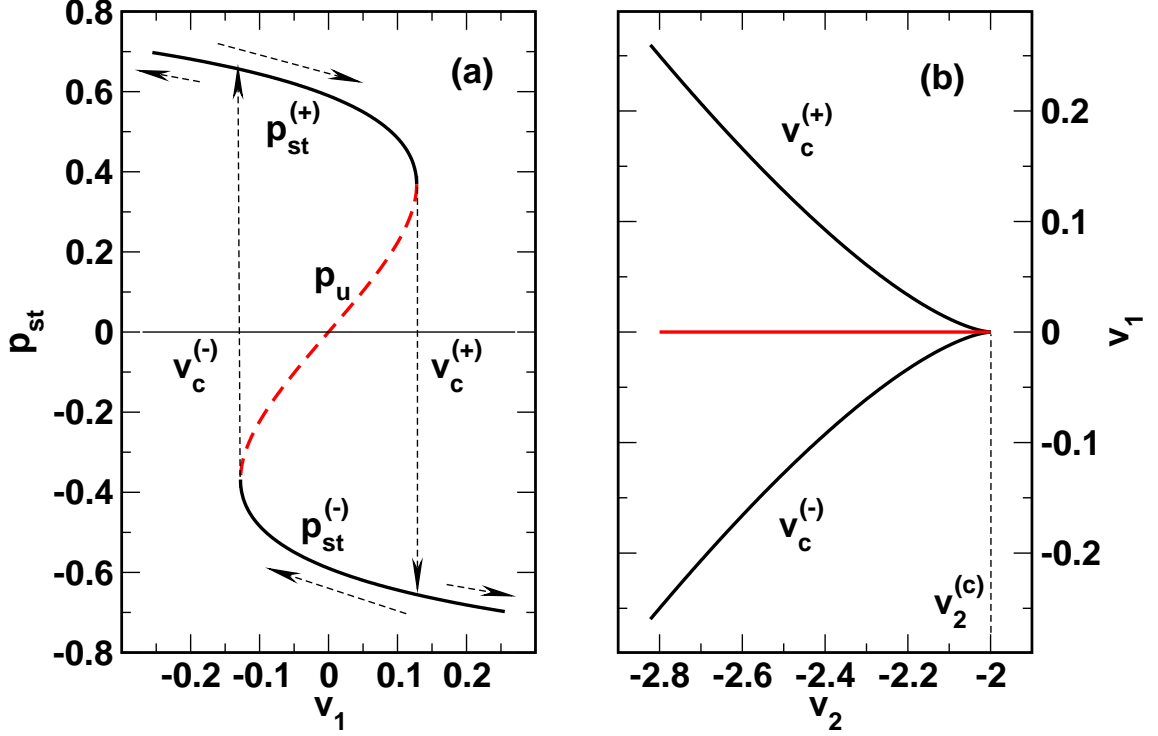 (a)
p_st^(+)
p_u
v_c^(-)
v_c^(+)
p_st^(-)
p_st
0.8
0.6
0.4
0.2
0
-0.2
-0.4
-0.6
-0.8
-0.2
-0.1
0
0.1
0.2
v_1
(b)
v_c^(+)
v_c^(-)
v_2^(c)
0.2
0.1
0
-0.1
-0.2
v_1
-2.8
-2.6
-2.4
-2.2
-2
v_2